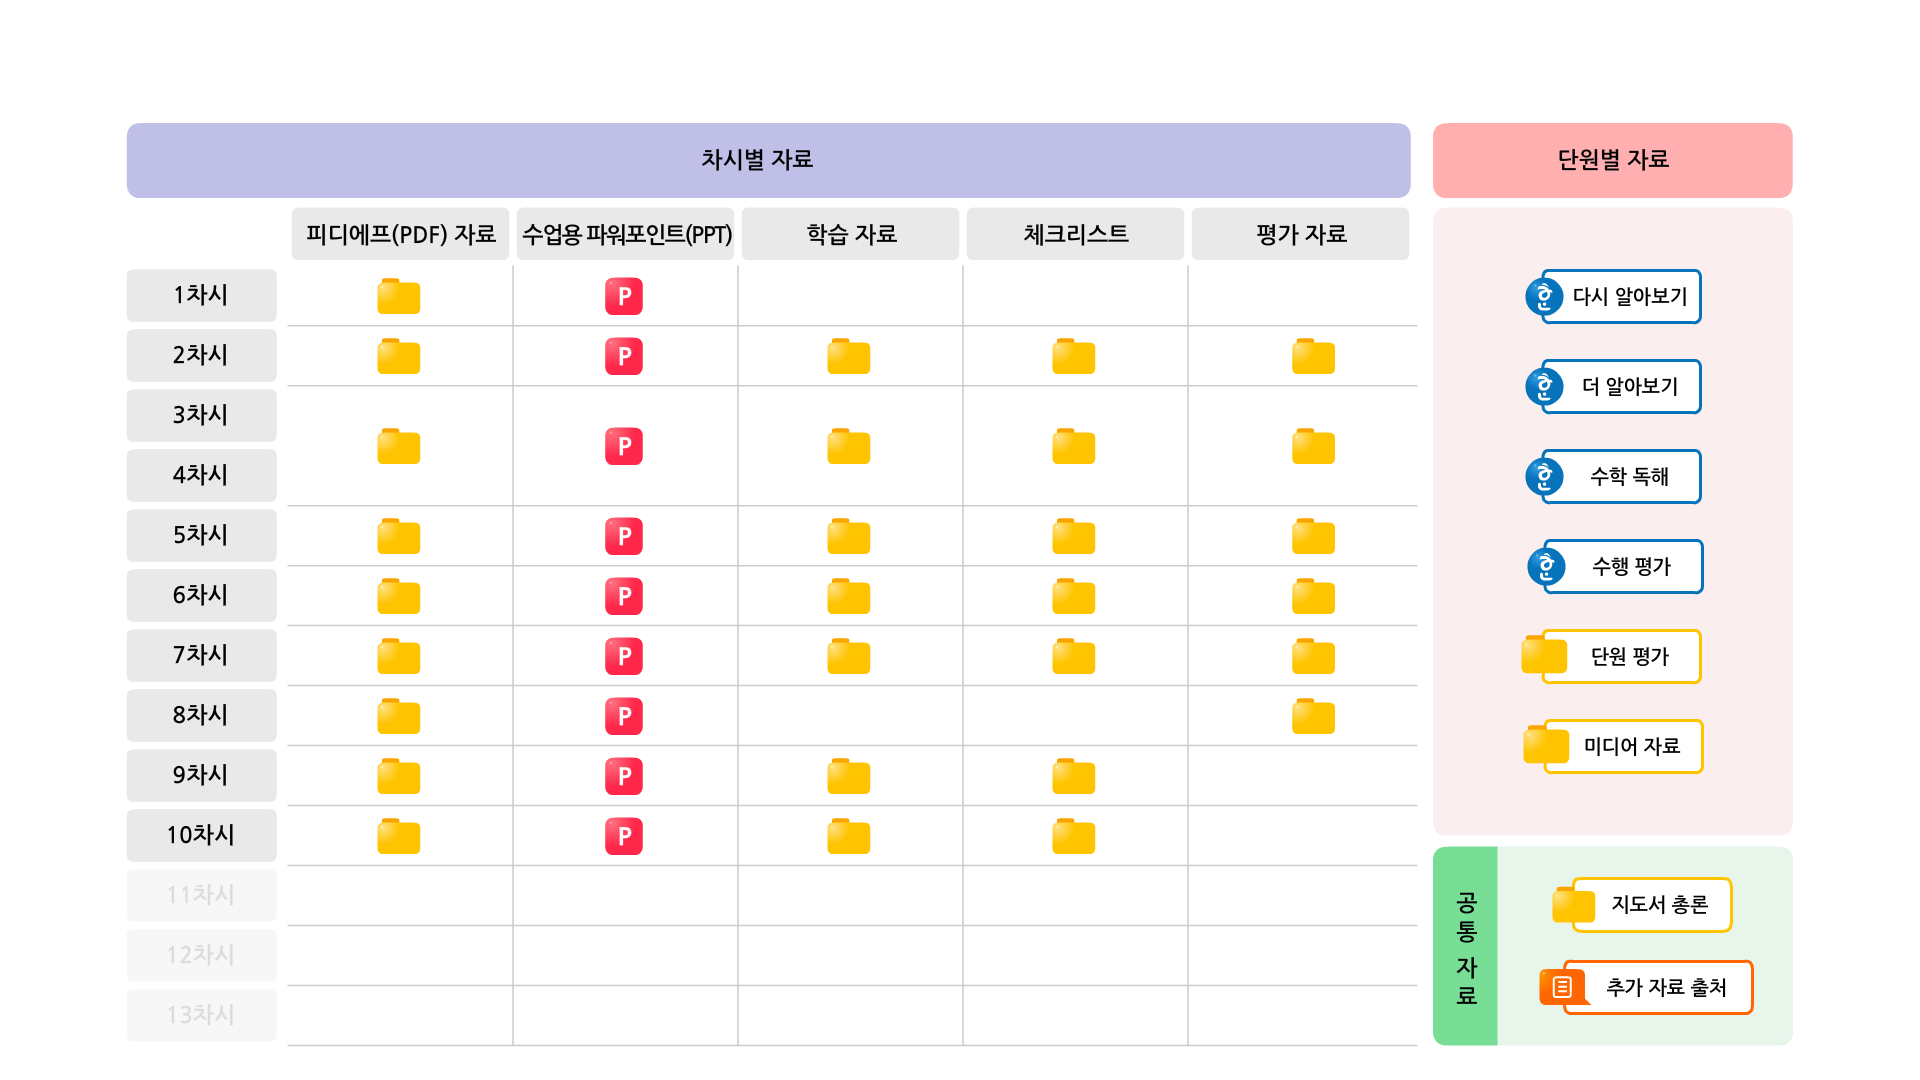 차시별 자료
단원별 자료
피디에프(PDF) 자료
수업용 파워포인트(PPT)
학습 자료
체크리스트
평가 자료
1차시
P
2차시
P
3차시
4차시
P
5차시
P
6차시
P
7차시
P
8차시
P
9차시
P
10차시
P
11차시
12차시
13차시
한 다시 알아보기
한 더 알아보기
한 수학 독해
한 수행 평가
단원 평가
미디어 자료
공통 자료
지도서 총론
추가 자료 출처